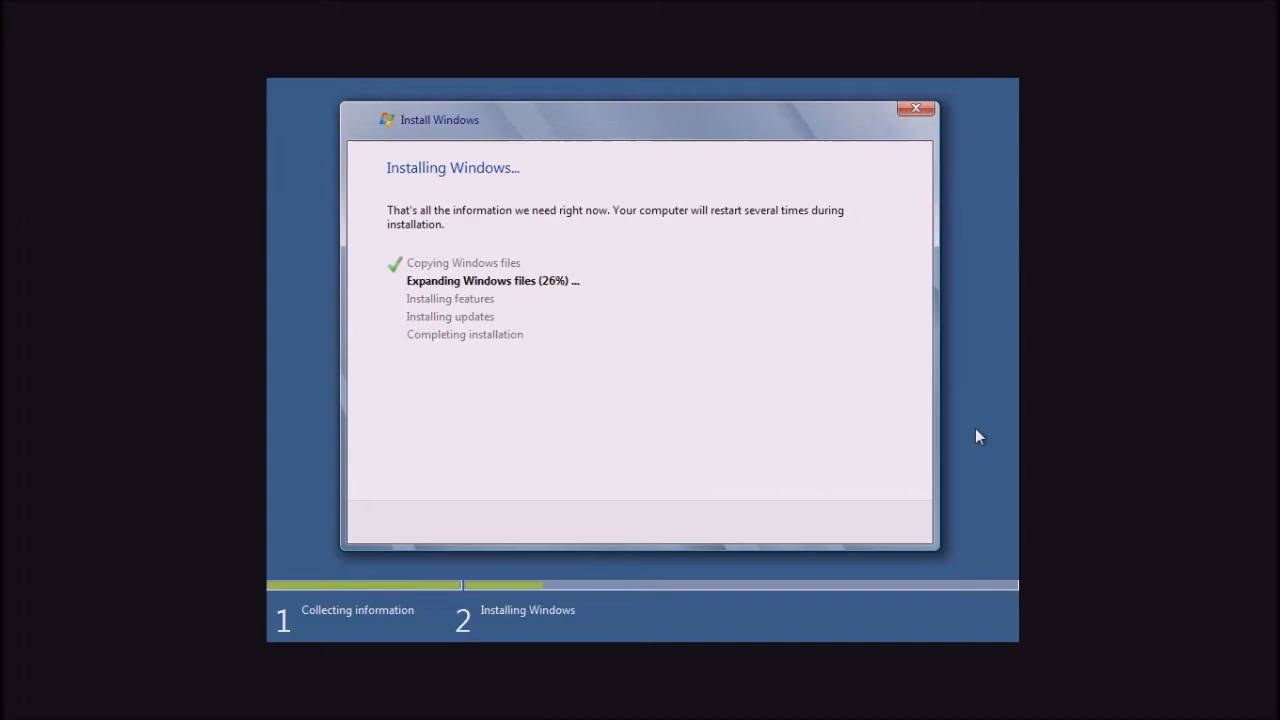 Install Windows
Installing Windows...
That's all the information we need right now. Your computer will restart several times during
installation.
Copying Windows files
Expanding Windows files (26%) ...
Installing features
Installing updates
Completing installation
1 Collecting information
2 Installing Windows